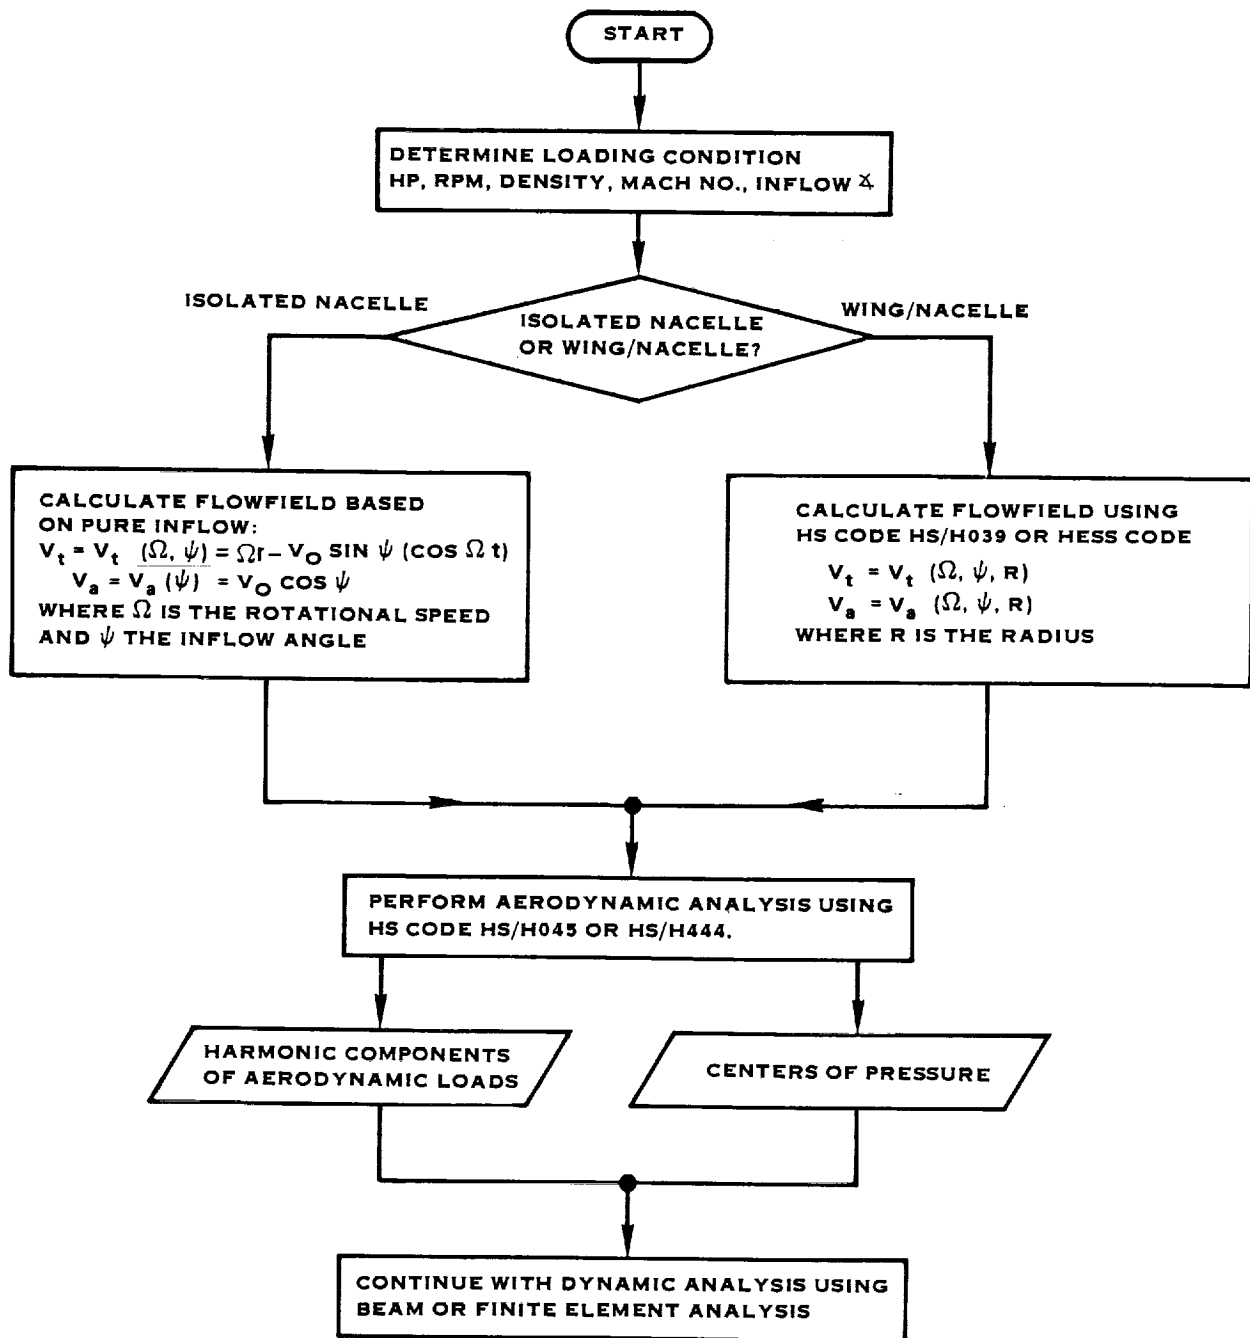 START
DETERMINE LOADING CONDITION
HP, RPM, DENSITY, MACH NO., INFLOW ∡
ISOLATED NACELLE
WING/NACELLE
ISOLATED NACELLE
OR WING/NACELLE?
CALCULATE FLOWFIELD BASED
ON PURE INFLOW:
V_t = V_t (Ω, ψ) = Ωr – V_O SIN ψ (COS Ω t)
V_a = V_a (ψ) = V_O COS ψ
WHERE Ω IS THE ROTATIONAL SPEED
AND ψ THE INFLOW ANGLE
CALCULATE FLOWFIELD USING
HS CODE HS/H039 OR HESS CODE
V_t = V_t (Ω, ψ, R)
V_a = V_a (Ω, ψ, R)
WHERE R IS THE RADIUS
PERFORM AERODYNAMIC ANALYSIS USING
HS CODE HS/H045 OR HS/H444.
HARMONIC COMPONENTS
OF AERODYNAMIC LOADS
CENTERS OF PRESSURE
CONTINUE WITH DYNAMIC ANALYSIS USING
BEAM OR FINITE ELEMENT ANALYSIS